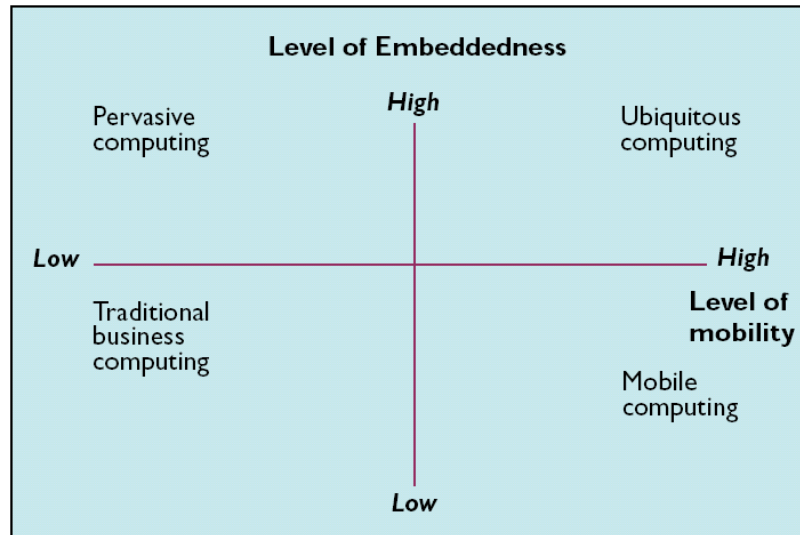 Level of Embeddedness
High
Pervasive
computing
Ubiquitous
computing
Low
High
Traditional
business
computing
Level of
mobility
Mobile
computing
Low